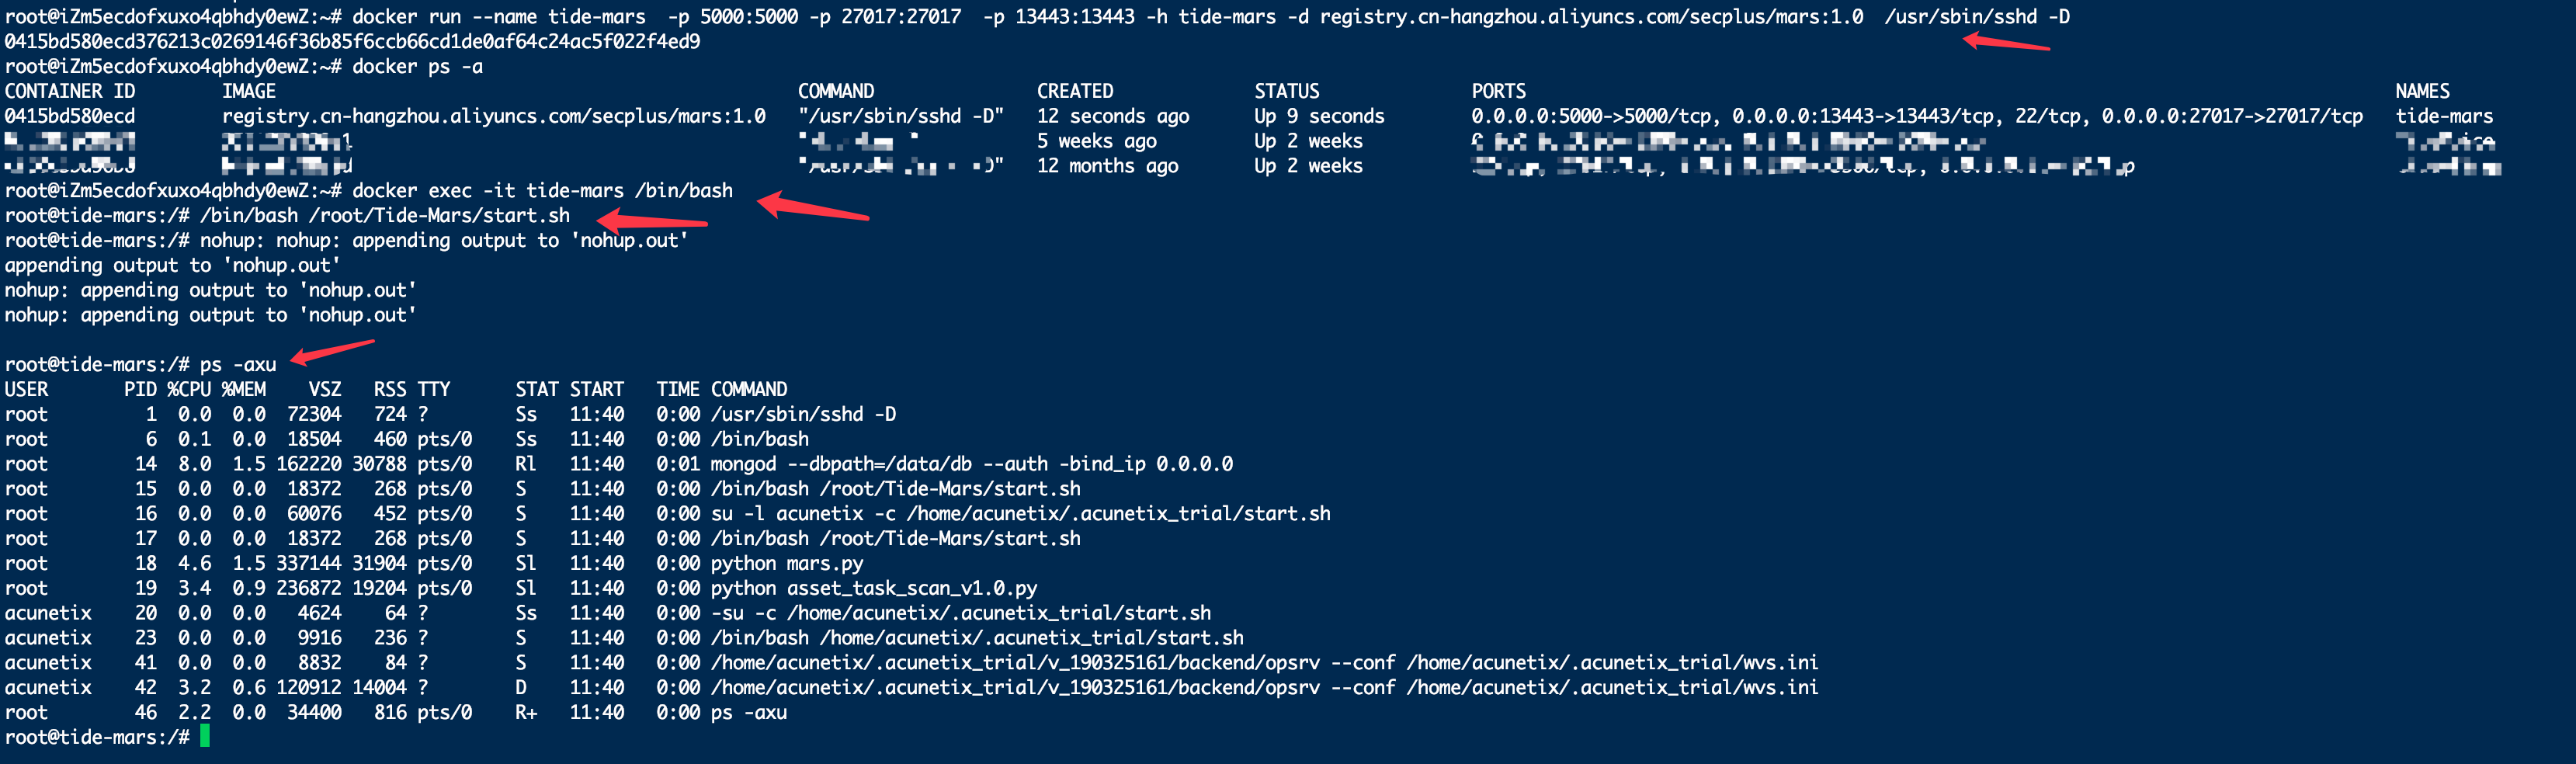 root@iZm5ecdofxuxo4qbhdy0ewZ:~# docker run --name tide-mars  -p 5000:5000 -p 27017:27017  -p 13443:13443 -h tide-mars -d registry.cn-hangzhou.aliyuncs.com/secplus/mars:1.0  /usr/sbin/sshd -D
0415bd580ecd376213c0269146f36b85f6ccb66cd1de0af64c24ac5f022f4ed9
root@iZm5ecdofxuxo4qbhdy0ewZ:~# docker ps -a
CONTAINER ID        IMAGE                                               COMMAND               CREATED             STATUS              PORTS                                                                              NAMES
0415bd580ecd        registry.cn-hangzhou.aliyuncs.com/secplus/mars:1.0   "/usr/sbin/sshd -D"   12 seconds ago      Up 9 seconds        0.0.0.0:5000->5000/tcp, 0.0.0.0:13443->13443/tcp, 22/tcp, 0.0.0.0:27017->27017/tcp   tide-mars
5 weeks ago         Up 2 weeks
12 months ago       Up 2 weeks
root@iZm5ecdofxuxo4qbhdy0ewZ:~# docker exec -it tide-mars /bin/bash
root@tide-mars:/# /bin/bash /root/Tide-Mars/start.sh
root@tide-mars:/# nohup: nohup: appending output to 'nohup.out'
appending output to 'nohup.out'
nohup: appending output to 'nohup.out'
nohup: appending output to 'nohup.out'
root@tide-mars:/# ps -axu
USER       PID %CPU %MEM    VSZ   RSS TTY      STAT START   TIME COMMAND
root         1  0.0  0.0  72304   724 ?        Ss   11:40   0:00 /usr/sbin/sshd -D
root         6  0.1  0.0  18504   460 pts/0    Ss   11:40   0:00 /bin/bash
root        14  8.0  1.5 162220 30788 pts/0    Rl   11:40   0:01 mongod --dbpath=/data/db --auth -bind_ip 0.0.0.0
root        15  0.0  0.0  18372   268 pts/0    S    11:40   0:00 /bin/bash /root/Tide-Mars/start.sh
root        16  0.0  0.0  60076   452 pts/0    S    11:40   0:00 su -l acunetix -c /home/acunetix/.acunetix_trial/start.sh
root        17  0.0  0.0  18372   268 pts/0    S    11:40   0:00 /bin/bash /root/Tide-Mars/start.sh
root        18  4.6  1.5 337144 31904 pts/0    Sl   11:40   0:00 python mars.py
root        19  3.4  0.9 236872 19204 pts/0    Sl   11:40   0:00 python asset_task_scan_v1.0.py
acunetix    20  0.0  0.0   4624    64 ?        Ss   11:40   0:00 -su -c /home/acunetix/.acunetix_trial/start.sh
acunetix    23  0.0  0.0   9916   236 ?        S    11:40   0:00 /bin/bash /home/acunetix/.acunetix_trial/start.sh
acunetix    41  0.0  0.0   8832    84 ?        S    11:40   0:00 /home/acunetix/.acunetix_trial/v_190325161/backend/opsrv --conf /home/acunetix/.acunetix_trial/wvs.ini
acunetix    42  3.2  0.6 120912 14004 ?        D    11:40   0:00 /home/acunetix/.acunetix_trial/v_190325161/backend/opsrv --conf /home/acunetix/.acunetix_trial/wvs.ini
root        46  2.2  0.0  34400   816 pts/0    R+   11:40   0:00 ps -axu
root@tide-mars:/#